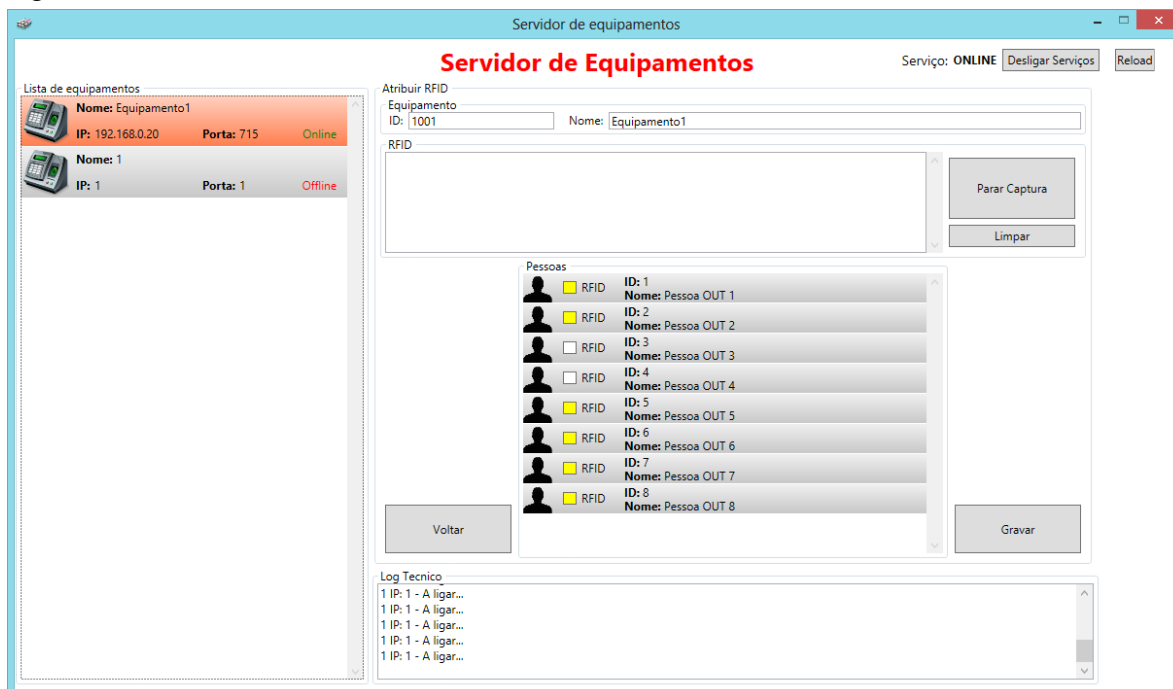 Servidor de equipamentos
Servidor de Equipamentos
Serviço: ONLINE Desligar Serviços Reload
Lista de equipamentos
Nome: Equipamento1
IP: 192.168.0.20 Porta: 715 Online
Nome: 1
IP: 1 Porta: 1 Offline
Atribuir RFID
Equipamento
ID: 1001 Nome: Equipamento1
RFID
Parar Captura
Limpar
Pessoas
RFID ID: 1
Nome: Pessoa OUT 1
RFID ID: 2
Nome: Pessoa OUT 2
RFID ID: 3
Nome: Pessoa OUT 3
RFID ID: 4
Nome: Pessoa OUT 4
RFID ID: 5
Nome: Pessoa OUT 5
RFID ID: 6
Nome: Pessoa OUT 6
RFID ID: 7
Nome: Pessoa OUT 7
RFID ID: 8
Nome: Pessoa OUT 8
Voltar
Gravar
Log Tecnico
1 IP: 1 - A ligar...
1 IP: 1 - A ligar...
1 IP: 1 - A ligar...
1 IP: 1 - A ligar...
1 IP: 1 - A ligar...